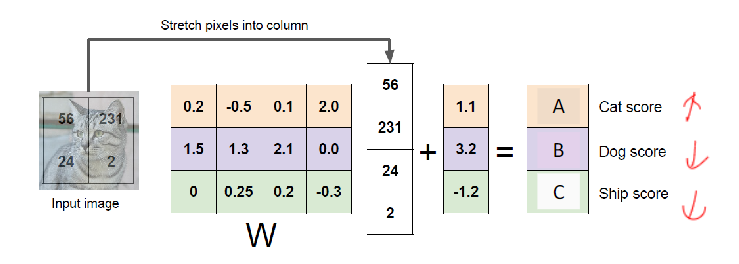 Stretch pixels into column
56 231
24 2
Input image
0.2 -0.5 0.1 2.0
1.5 1.3 2.1 0.0
0 0.25 0.2 -0.3
W
56
231
24
2
+
1.1
3.2
-1.2
=
A Cat score ↑
B Dog score ↓
C Ship score ↓